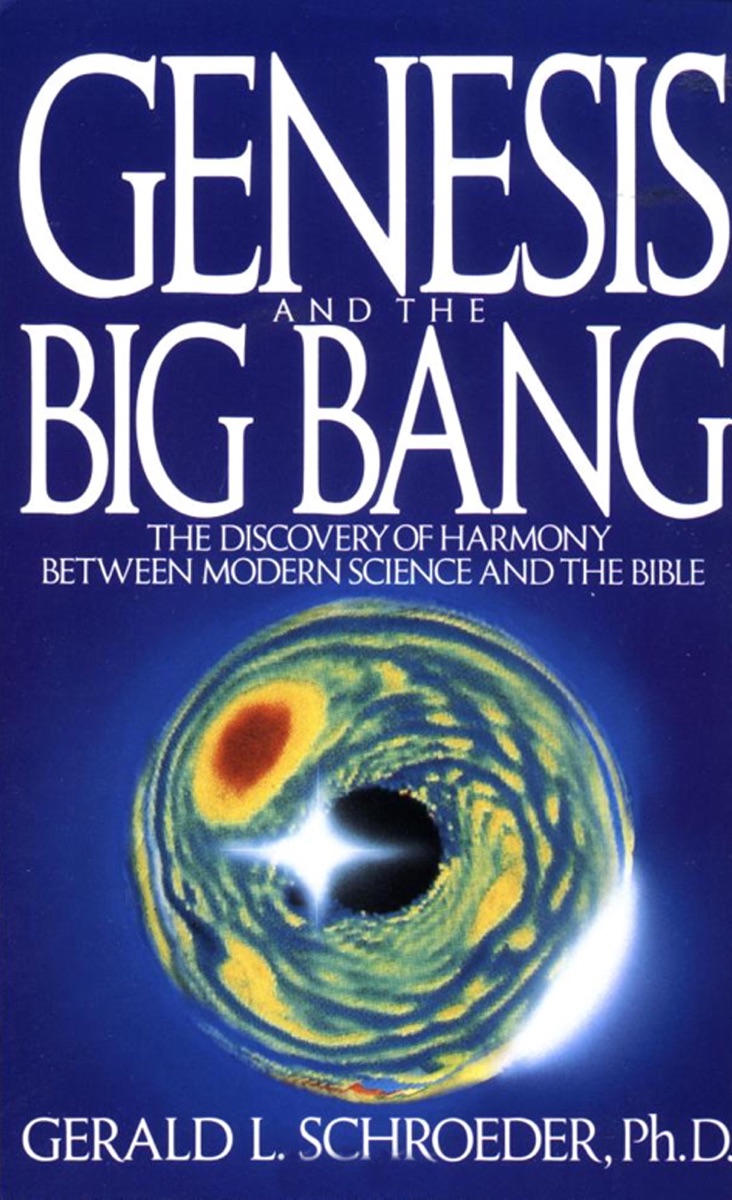 GENESIS
AND THE
BIG BANG
THE DISCOVERY OF HARMONY
BETWEEN MODERN SCIENCE AND THE BIBLE
GERALD L. SCHROEDER, Ph.D.